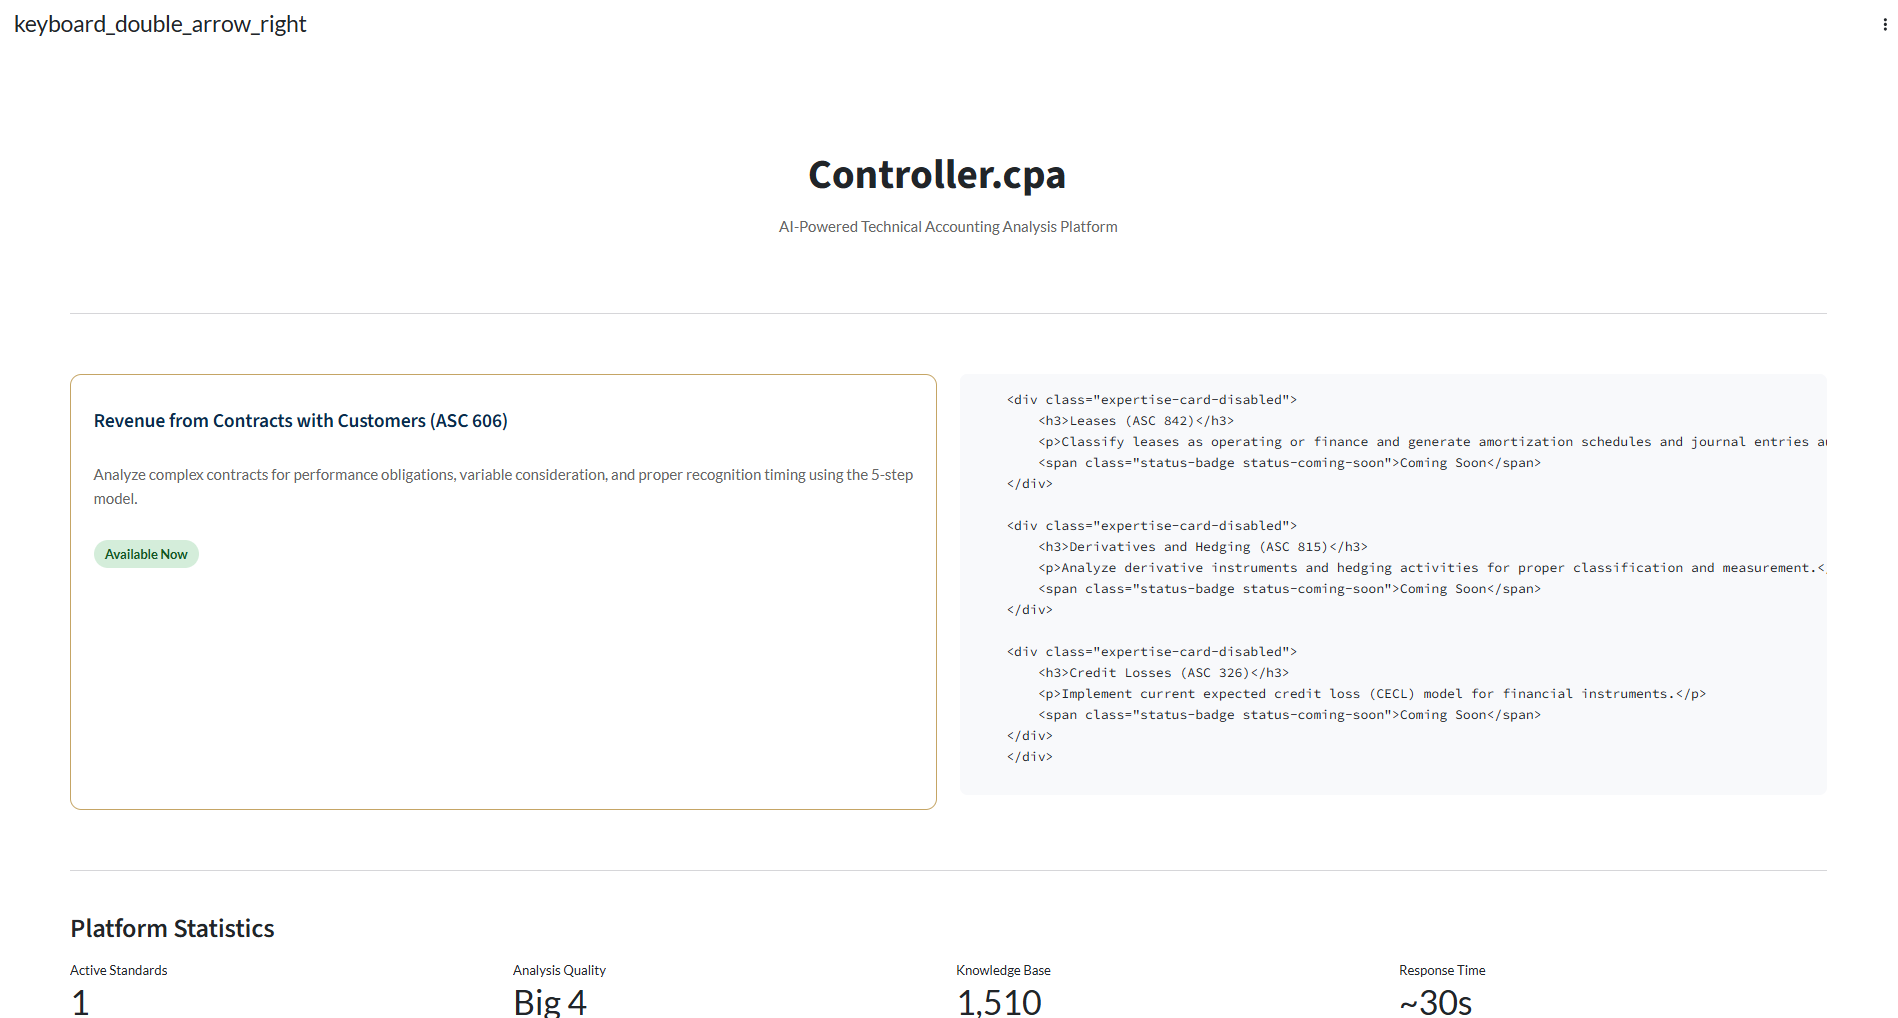 keyboard_double_arrow_right
Controller.cpa
AI-Powered Technical Accounting Analysis Platform
Revenue from Contracts with Customers (ASC 606)
Analyze complex contracts for performance obligations, variable consideration, and proper recognition timing using the 5-step
model.
Available Now
<div class="expertise-card-disabled">
<h3>Leases (ASC 842)</h3>
<p>Classify leases as operating or finance and generate amortization schedules and journal entries
<span class="status-badge status-coming-soon">Coming Soon</span>
</div>
<div class="expertise-card-disabled">
<h3>Derivatives and Hedging (ASC 815)</h3>
<p>Analyze derivative instruments and hedging activities for proper classification and measurement.<
<span class="status-badge status-coming-soon">Coming Soon</span>
</div>
<div class="expertise-card-disabled">
<h3>Credit Losses (ASC 326)</h3>
<p>Implement current expected credit loss (CECL) model for financial instruments.</p>
<span class="status-badge status-coming-soon">Coming Soon</span>
</div>
</div>
Platform Statistics
Active Standards
1
Analysis Quality
Big 4
Knowledge Base
1,510
Response Time
~30s